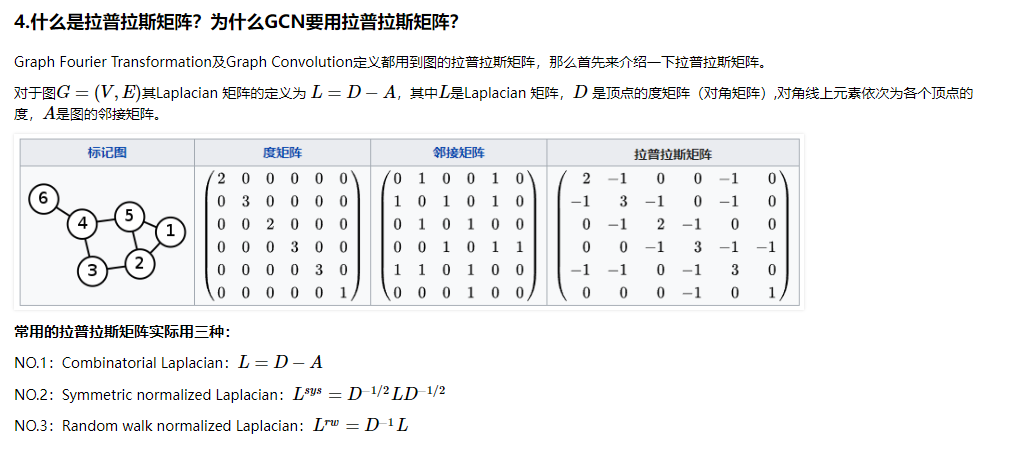 4.什么是拉普拉斯矩阵？为什么GCN要用拉普拉斯矩阵？
Graph Fourier Transformation及Graph Convolution定义都用到图的拉普拉斯矩阵，那么首先来介绍一下拉普拉斯矩阵。
对于图G = (V, E)其Laplacian 矩阵的定义为 L = D − A，其中L是Laplacian 矩阵，D 是顶点的度矩阵（对角矩阵）,对角线上元素依次为各个顶点的
度，A是图的邻接矩阵。
标记图 度矩阵 邻接矩阵 拉普拉斯矩阵
6 4 5 1 3 2
2 0 0 0 0 0 0 1 0 0 1 0 2 −1 0 0 −1 0
0 3 0 0 0 0 1 0 1 0 1 0 −1 3 −1 0 −1 0
0 0 2 0 0 0 0 1 0 1 0 0 0 −1 2 −1 0 0
0 0 0 3 0 0 0 0 1 0 1 1 0 0 −1 3 −1 −1
0 0 0 0 3 0 1 1 0 1 0 0 −1 −1 0 −1 3 0
0 0 0 0 0 1 0 0 0 1 0 0 0 0 0 −1 0 1
常用的拉普拉斯矩阵实际用三种：
NO.1：Combinatorial Laplacian：L = D − A
NO.2：Symmetric normalized Laplacian：L^sys = D^−1/2 LD^−1/2
NO.3：Random walk normalized Laplacian：L^rw = D^−1 L